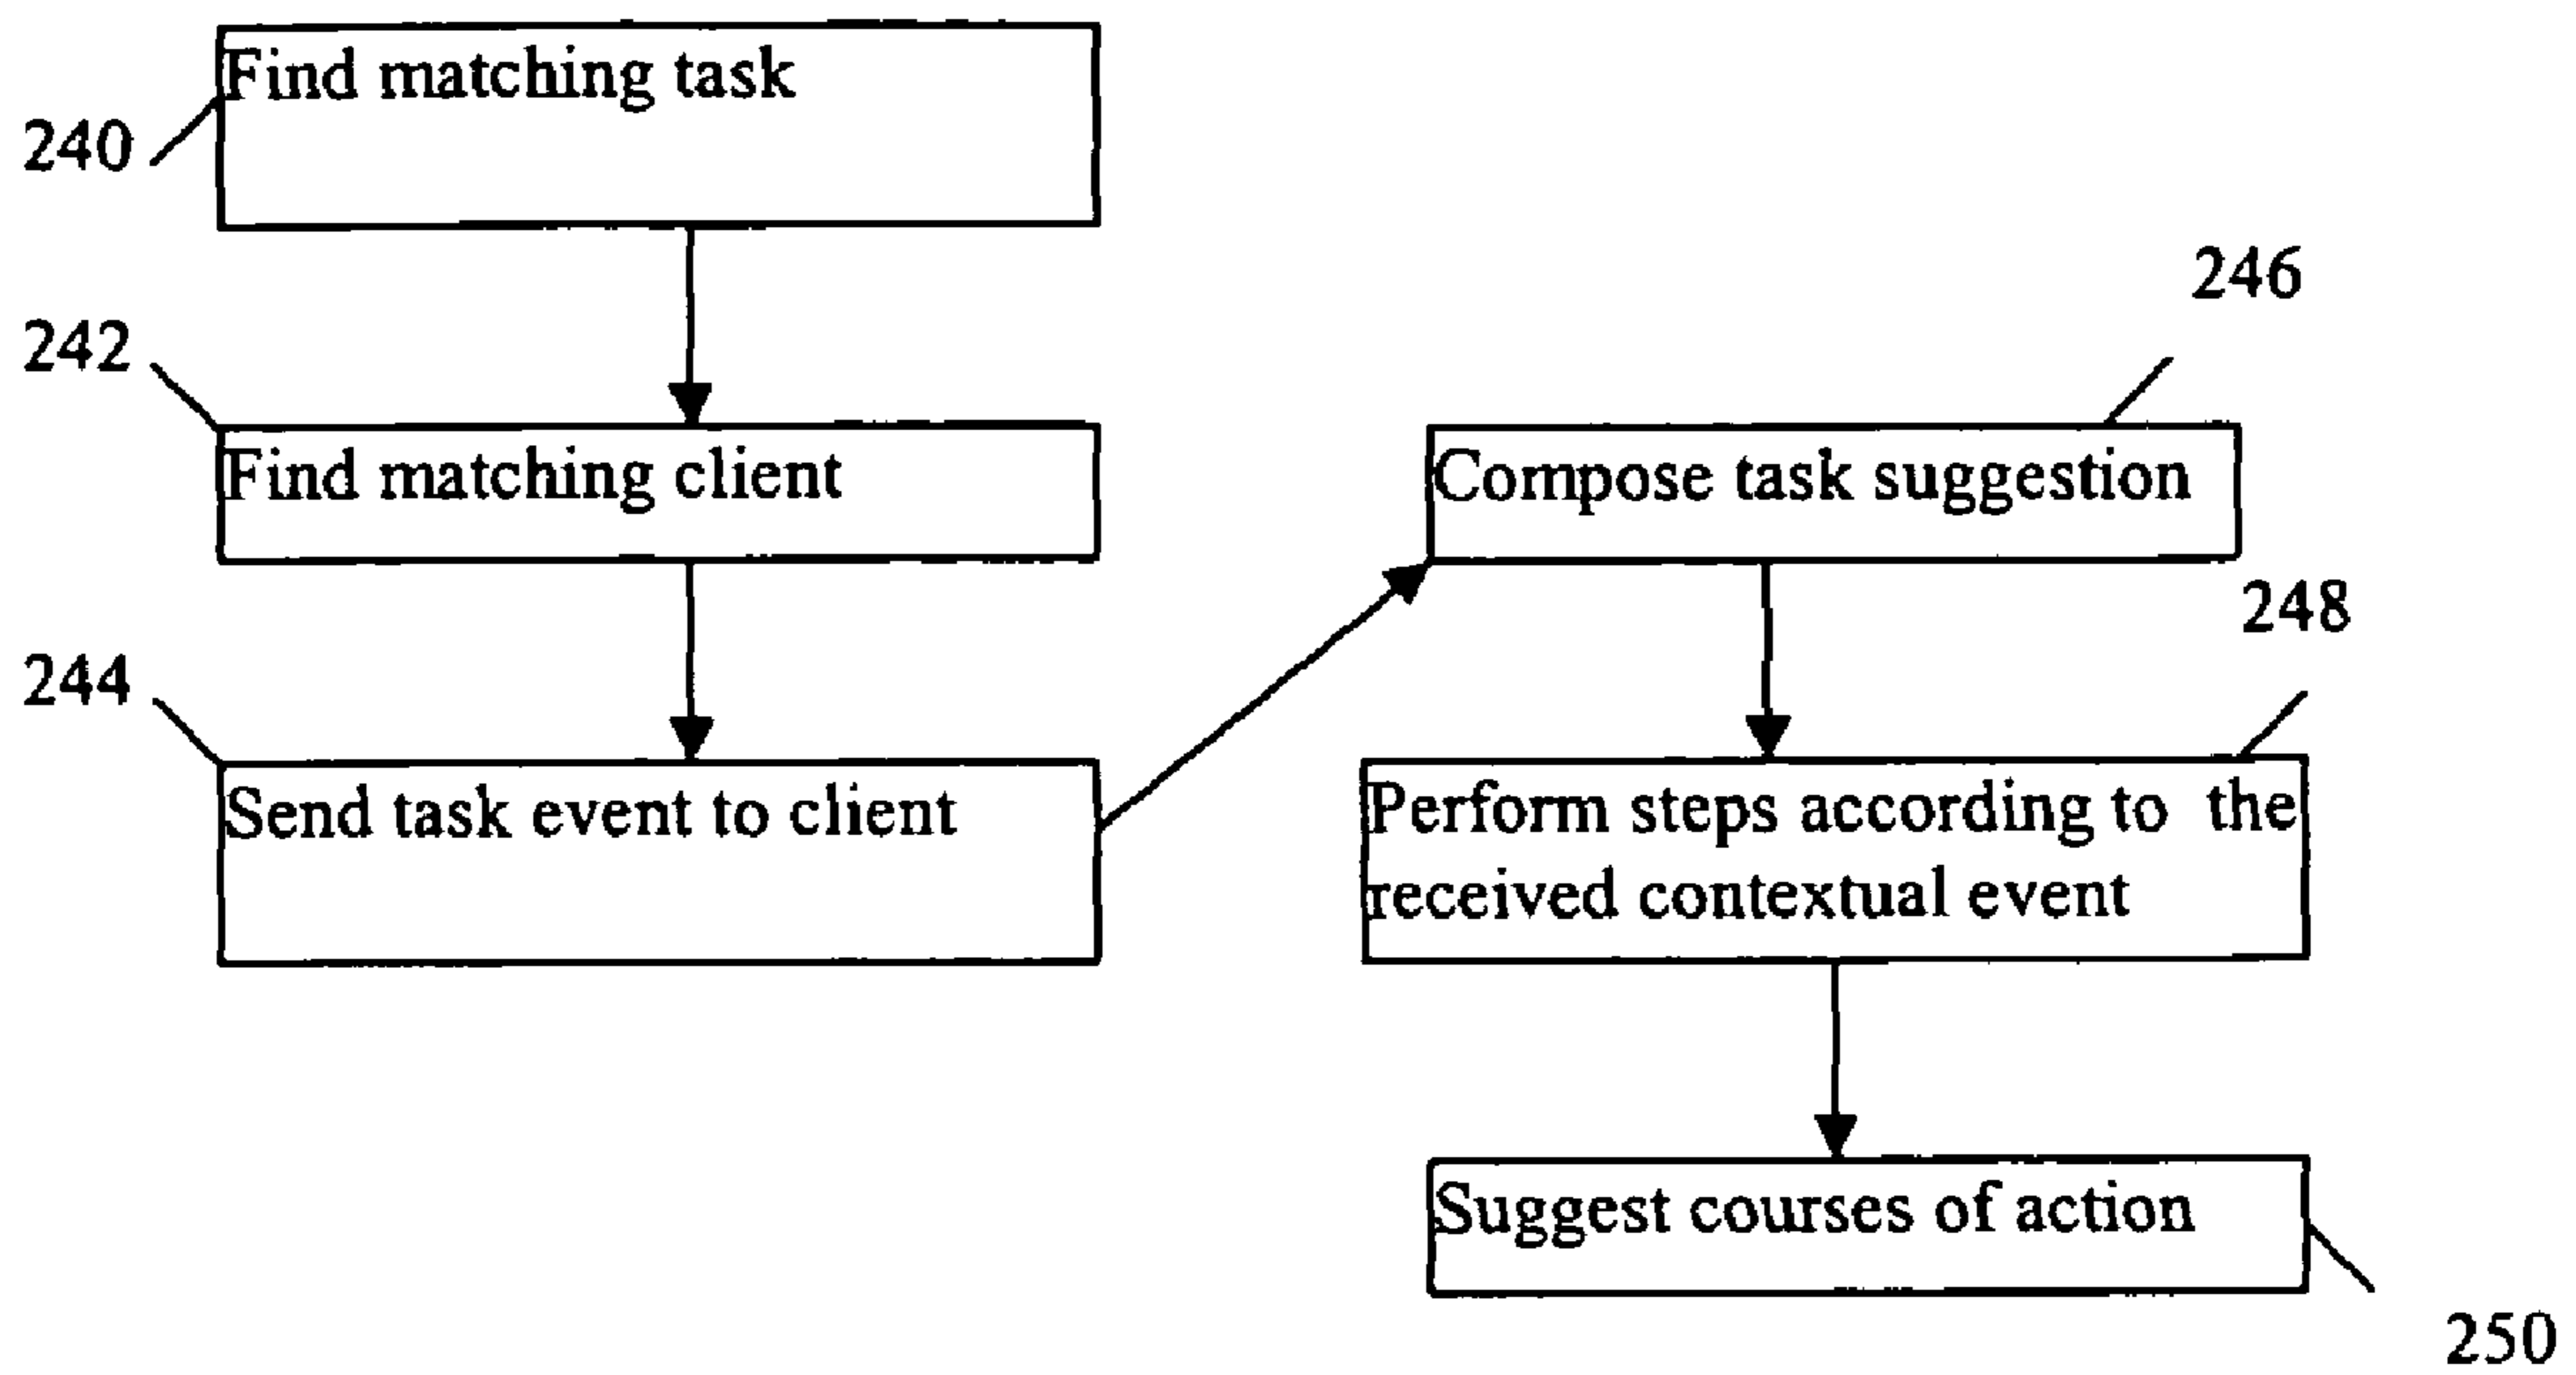 Find matching task
240
242
Find matching client
244
Send task event to client
246
Compose task suggestion
248
Perform steps according to the
received contextual event
Suggest courses of action
250